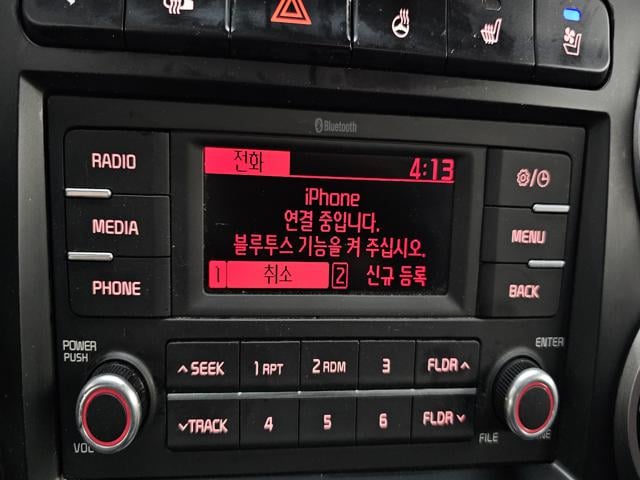 Bluetooth
RADIO
MEDIA
PHONE
전화 4:13
iPhone
연결 중입니다.
블루투스 기능을 켜 주십시오.
1 취소 2 신규 등록
MENU
BACK
POWER
PUSH
VOL
SEEK
1 RPT
2 RDM
3
FLDR
TRACK
4
5
6
FLDR
ENTER
FILE